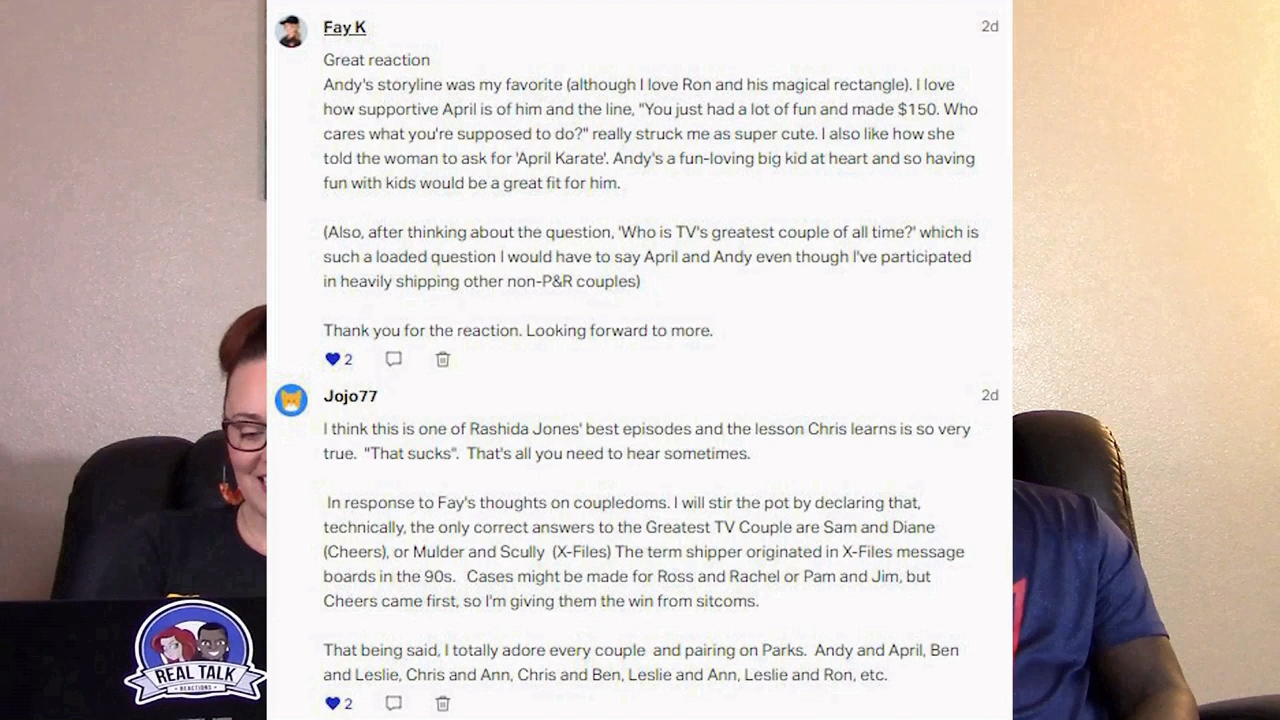 Fay K
2d
Great reaction
Andy's storyline was my favorite (although I love Ron and his magical rectangle). I love
how supportive April is of him and the line, "You just had a lot of fun and made $150. Who
cares what you're supposed to do?" really struck me as super cute. I also like how she
told the woman to ask for 'April Karate'. Andy's a fun-loving big kid at heart and so having
fun with kids would be a great fit for him.
(Also, after thinking about the question, 'Who is TV's greatest couple of all time?' which is
such a loaded question I would have to say April and Andy even though I've participated
in heavily shipping other non-P&R couples)
Thank you for the reaction. Looking forward to more.
2
Jojo77
2d
I think this is one of Rashida Jones' best episodes and the lesson Chris learns is so very
true. "That sucks". That's all you need to hear sometimes.
In response to Fay's thoughts on coupledoms. I will stir the pot by declaring that,
technically, the only correct answers to the Greatest TV Couple are Sam and Diane
(Cheers), or Mulder and Scully (X-Files) The term shipper originated in X-Files message
boards in the 90s. Cases might be made for Ross and Rachel or Pam and Jim, but
Cheers came first, so I'm giving them the win from sitcoms.
That being said, I totally adore every couple and pairing on Parks. Andy and April, Ben
and Leslie, Chris and Ann, Chris and Ben, Leslie and Ann, Leslie and Ron, etc.
2
REAL TALK
REACTIONS